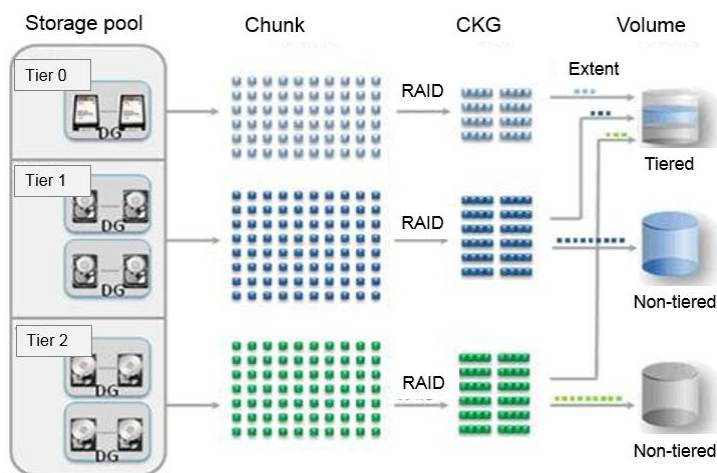 Storage pool
Chunk
CKG
Volume
Tier 0
DG
RAID
Extent
Tiered
Tier 1
DG
DG
RAID
Non-tiered
Tier 2
DG
DG
RAID
Non-tiered